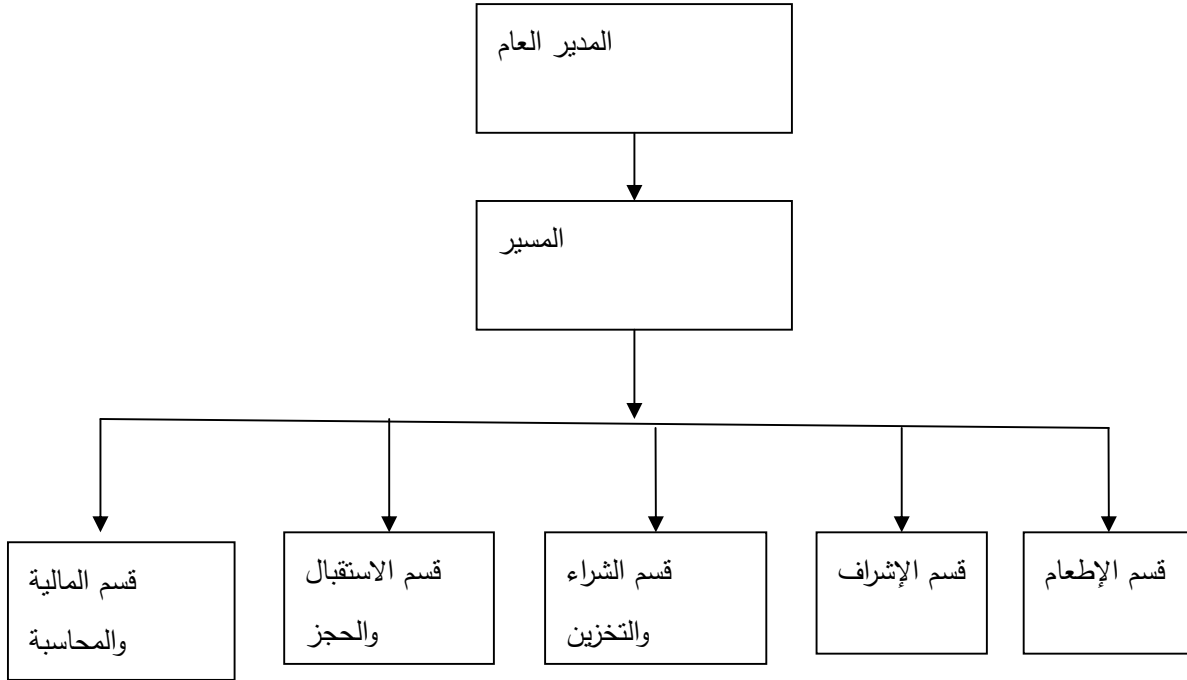 المدير العام
المسير
قسم الإطعام
قسم الإشراف
قسم الشراء
والتخزين
قسم الاستقبال
والحجز
قسم المالية
والمحاسبة